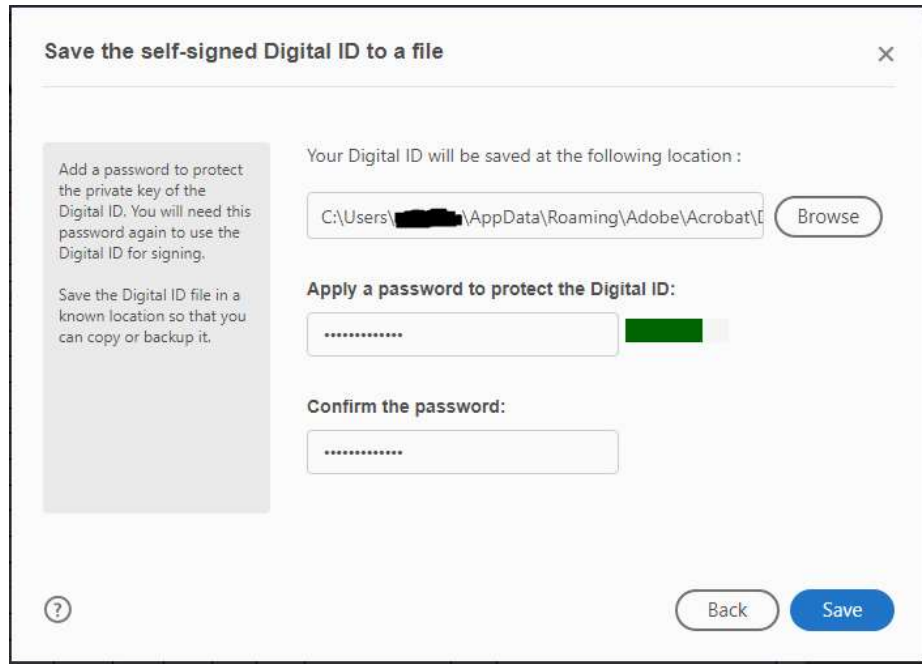 Save the self-signed Digital ID to a file
Add a password to protect
the private key of the
Digital ID. You will need this
password again to use the
Digital ID for signing.
Save the Digital ID file in a
known location so that you
can copy or backup it.
Your Digital ID will be saved at the following location :
C:\Users\ \AppData\Roaming\Adobe\Acrobat\ Browse
Apply a password to protect the Digital ID:
•••••••••••••
Confirm the password:
•••••••••••••
? Back Save